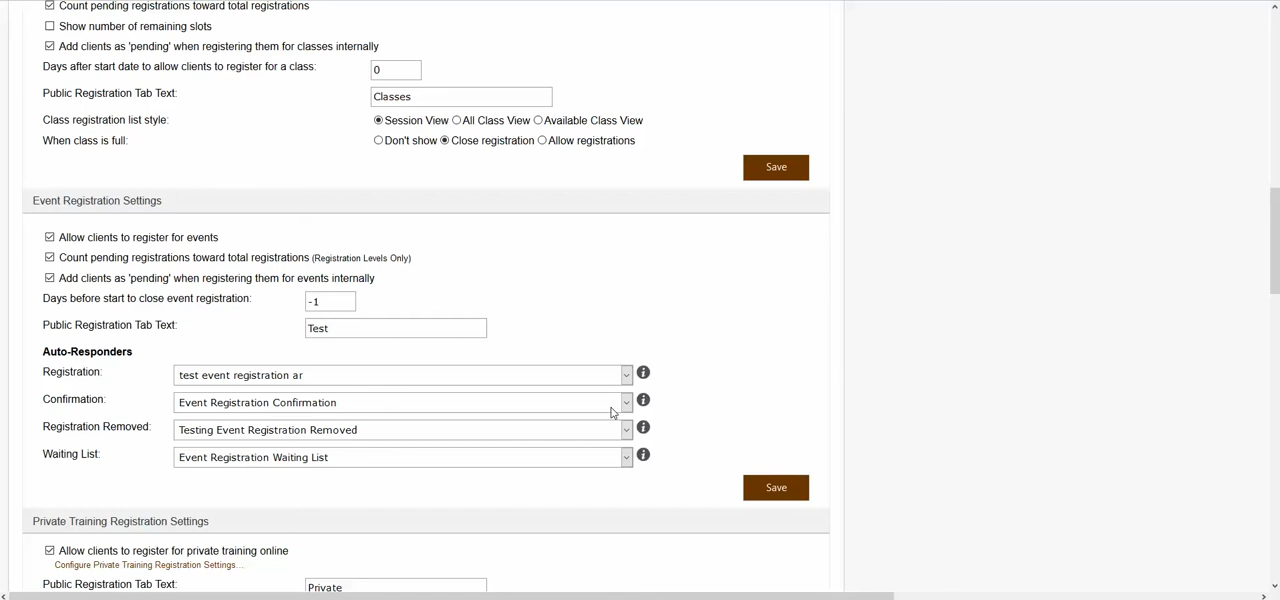 Count pending registrations toward total registrations
Show number of remaining slots
Add clients as 'pending' when registering them for classes internally
Days after start date to allow clients to register for a class: 0
Public Registration Tab Text: Classes
Class registration list style: Session View All Class View Available Class View
When class is full: Don't show Close registration Allow registrations
Save
Event Registration Settings
Allow clients to register for events
Count pending registrations toward total registrations (Registration Levels Only)
Add clients as 'pending' when registering them for events internally
Days before start to close event registration: -1
Public Registration Tab Text: Test
Auto-Responders
Registration: test event registration ar
Confirmation: Event Registration Confirmation
Registration Removed: Testing Event Registration Removed
Waiting List: Event Registration Waiting List
Save
Private Training Registration Settings
Allow clients to register for private training online
Configure Private Training Registration Settings...
Public Registration Tab Text: Private